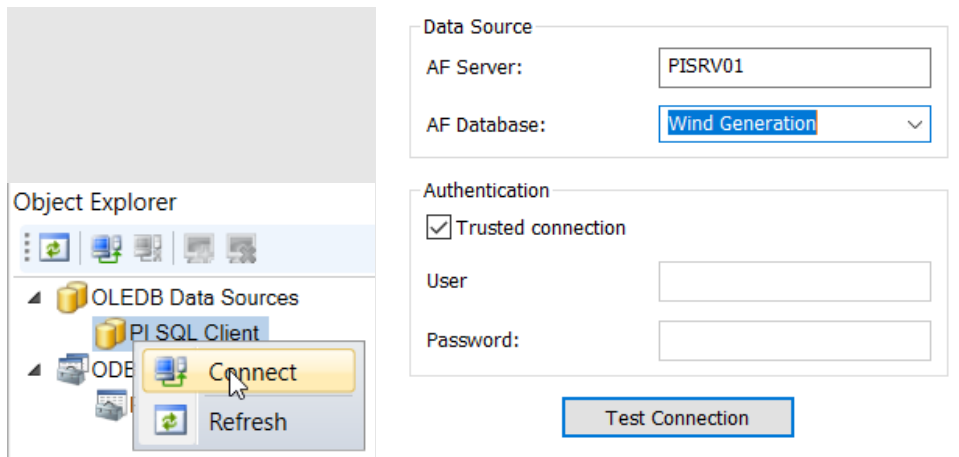 Object Explorer
OLEDB Data Sources
PI SQL Client
ODE
Connect
Refresh
Data Source
AF Server:
PISRV01
AF Database:
Wind Generation
Authentication
Trusted connection
User
Password:
Test Connection